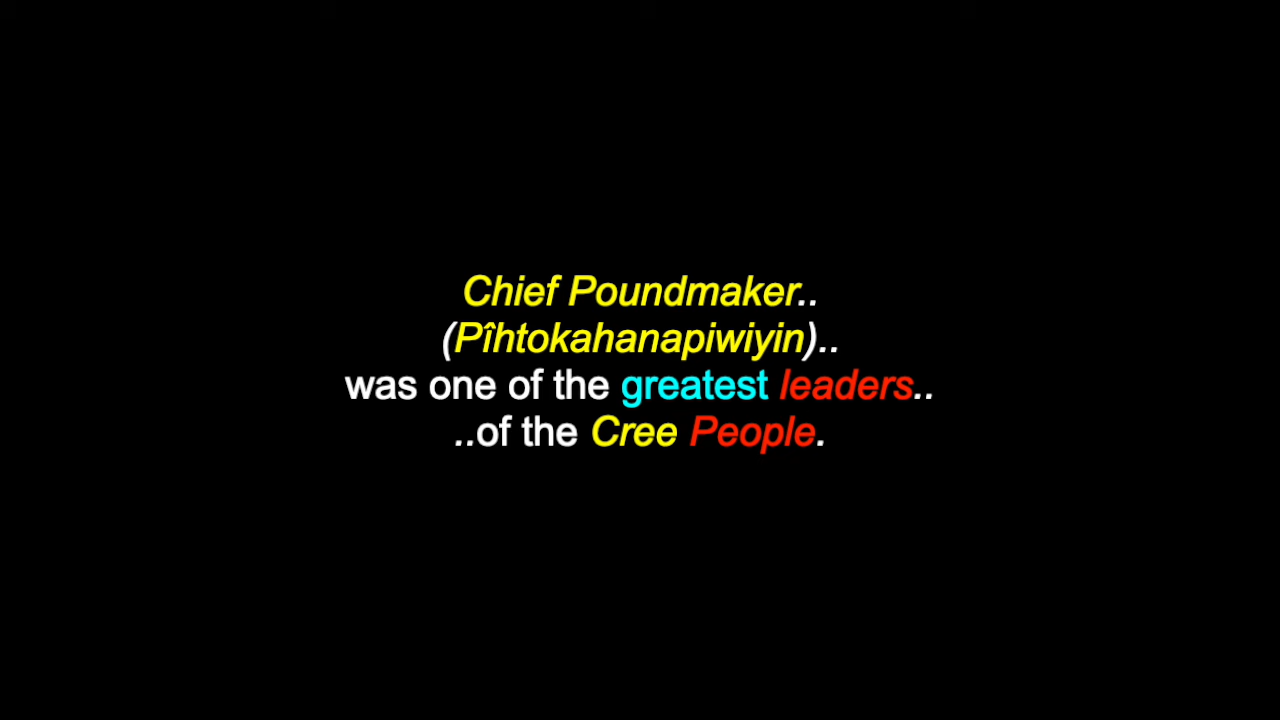 Chief Poundmaker..
(Pîhtokahanapiwiyin)..
was one of the greatest leaders..
..of the Cree People.